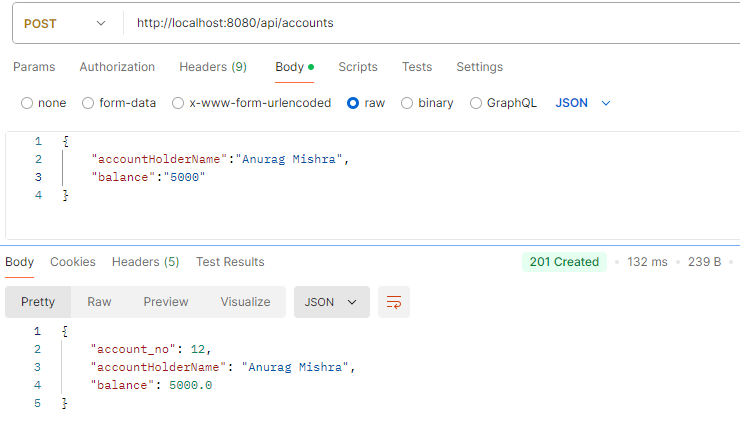 POST http://localhost:8080/api/accounts
Params Authorization Headers (9) Body Scripts Tests Settings
none form-data x-www-form-urlencoded raw binary GraphQL JSON
1 {
2 "accountHolderName":"Anurag Mishra",
3 "balance":"5000"
4 }
Body Cookies Headers (5) Test Results 201 Created 132 ms 239 B
Pretty Raw Preview Visualize JSON
1 {
2 "account_no": 12,
3 "accountHolderName": "Anurag Mishra",
4 "balance": 5000.0
5 }